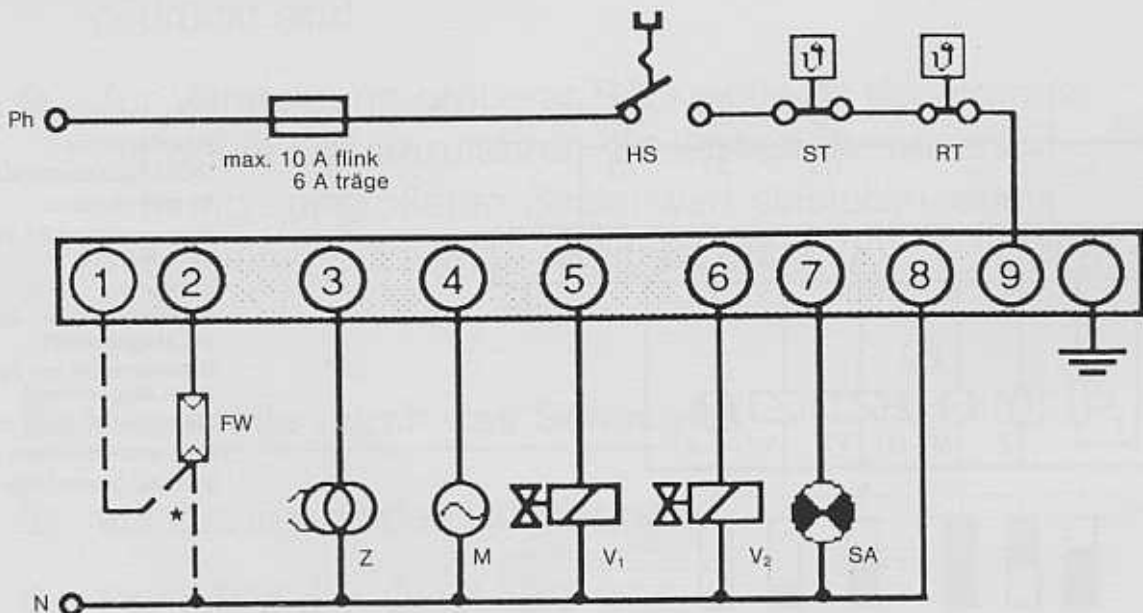 Ph
max. 10 A flink
6 A träge
HS
ST
RT
ϑ
ϑ
1 2 3 4 5 6 7 8 9
FW
*
Z
M
V₁
V₂
SA
N